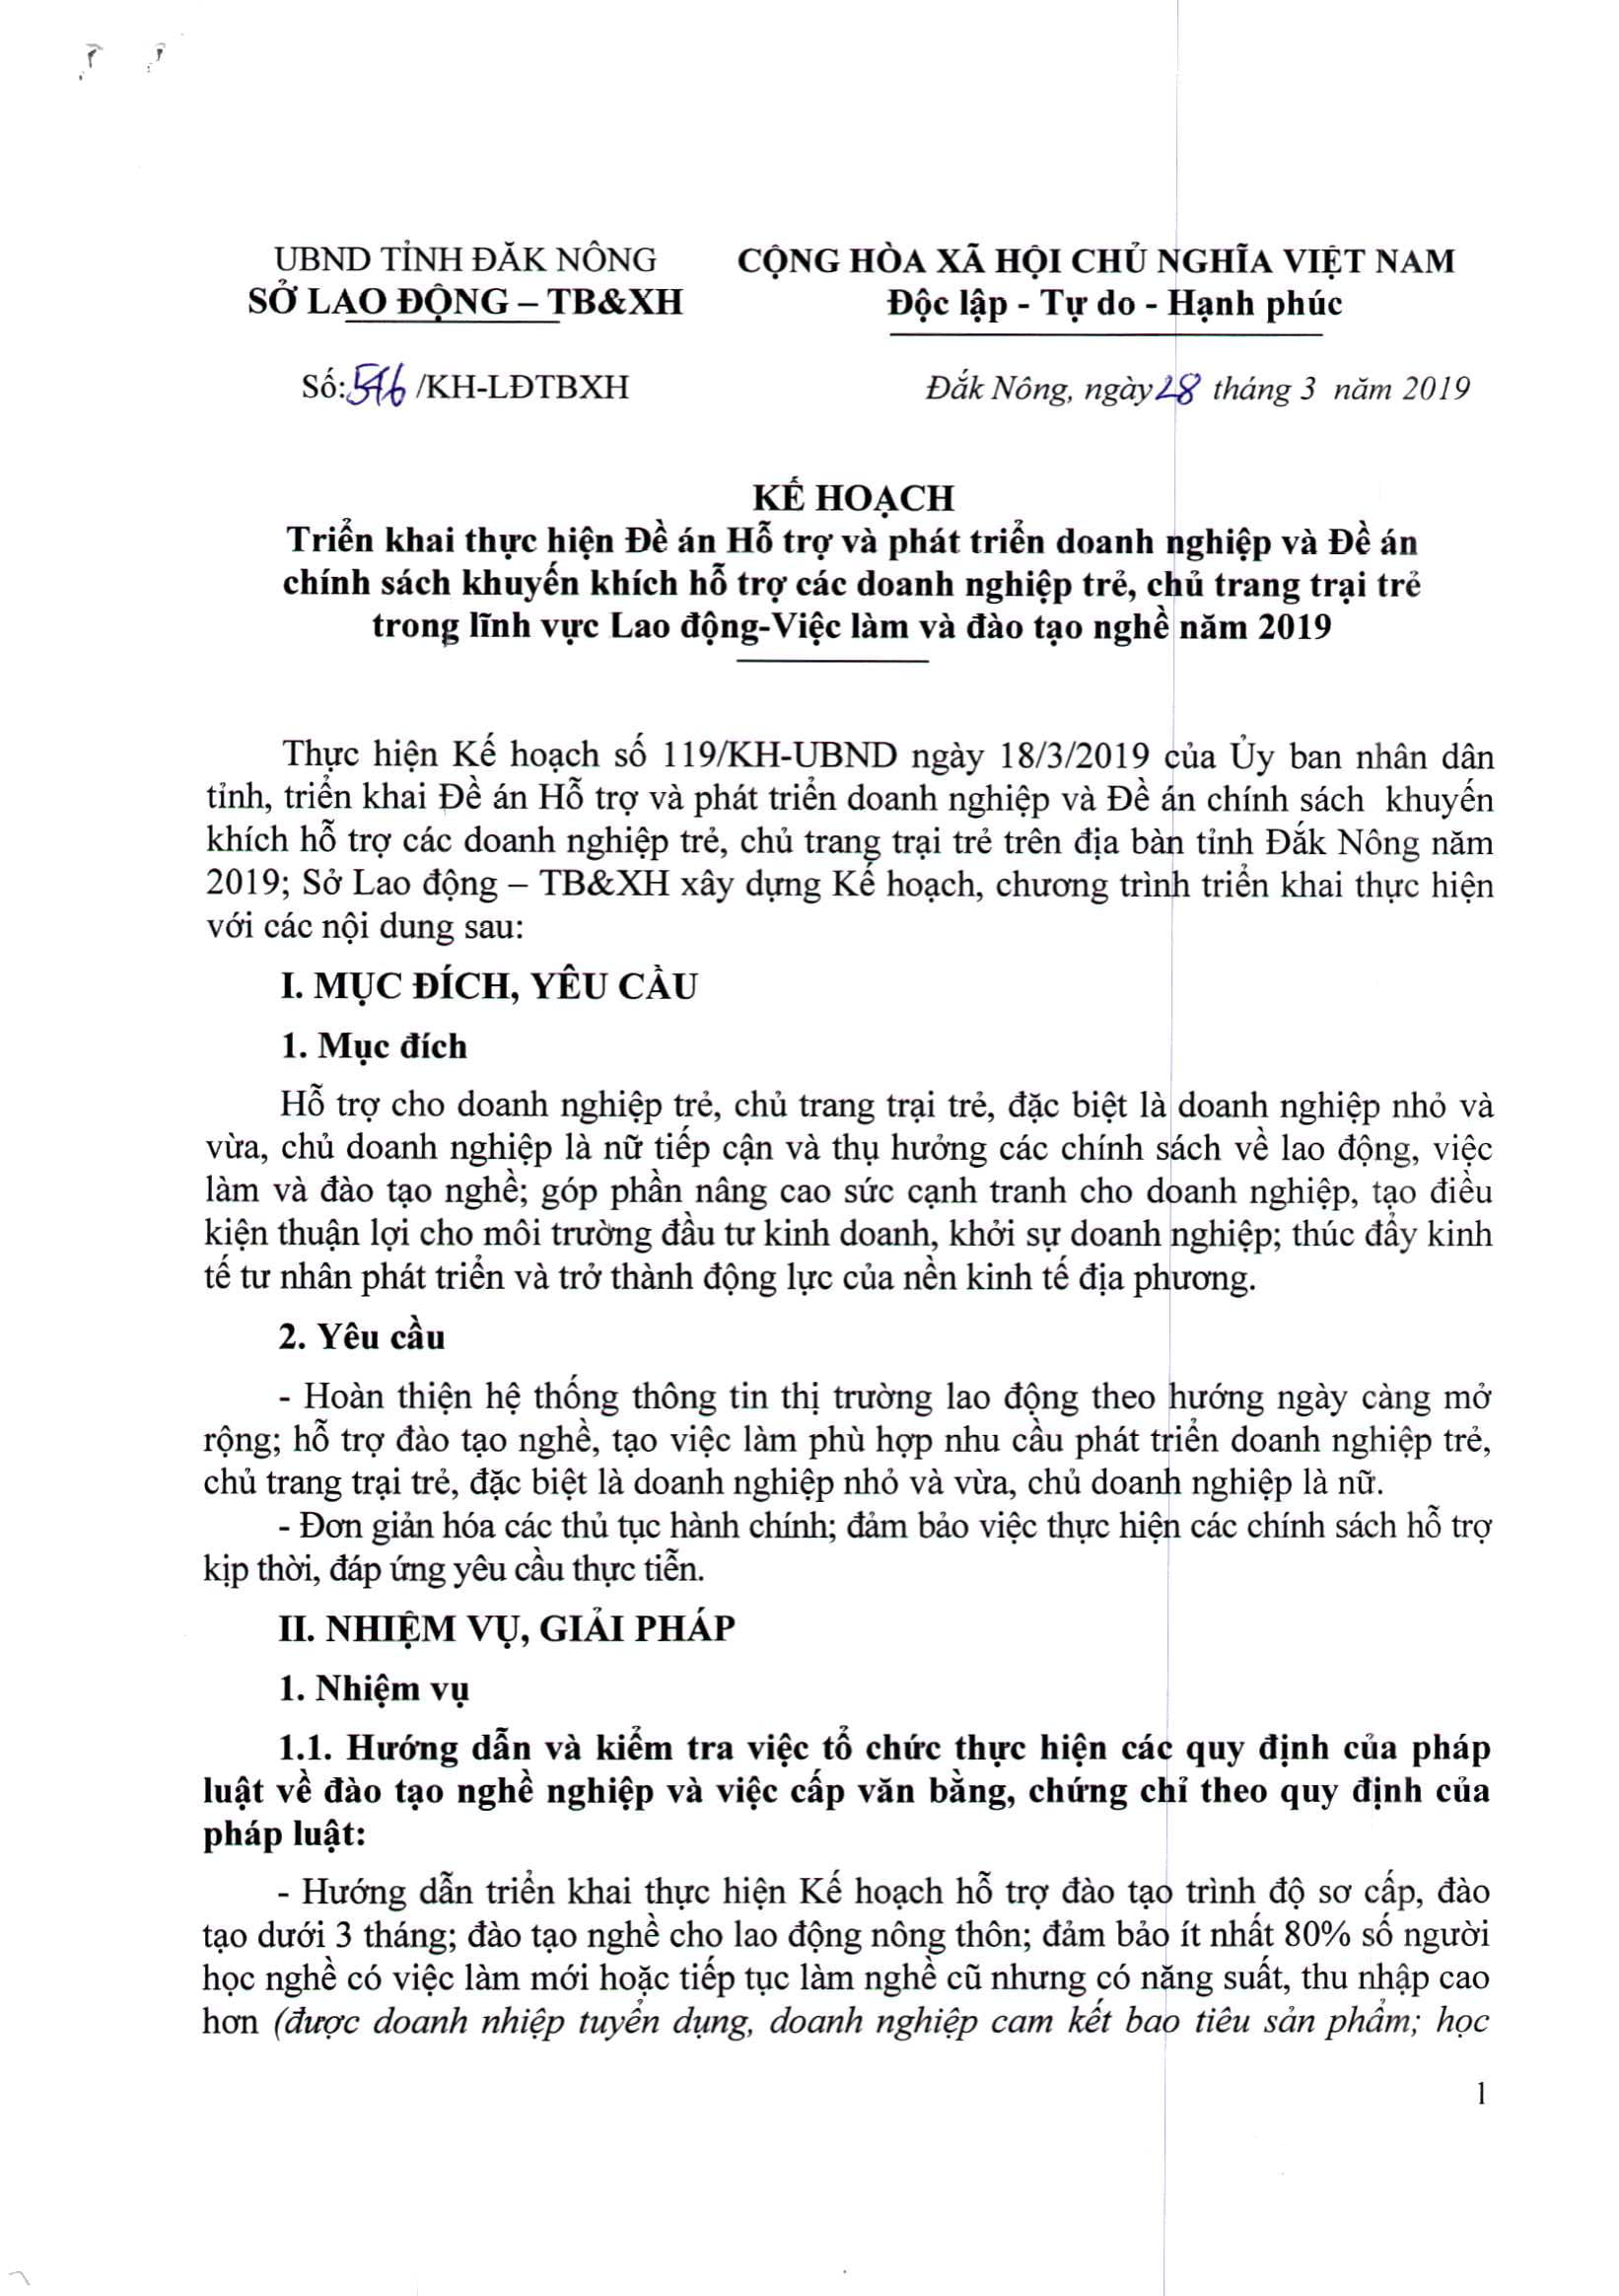 UBND TỈNH ĐĂK NÔNG
SỞ LAO ĐỘNG – TB&XH
CỘNG HÒA XÃ HỘI CHỦ NGHĨA VIỆT NAM
Độc lập - Tự do - Hạnh phúc
Số: /KH-LĐTBXH
Đắk Nông, ngày 28 tháng 3 năm 2019
KẾ HOẠCH
Triển khai thực hiện Đề án Hỗ trợ và phát triển doanh nghiệp và Đề án
chính sách khuyến khích hỗ trợ các doanh nghiệp trẻ, chủ trang trại trẻ
trong lĩnh vực Lao động-Việc làm và đào tạo nghề năm 2019
Thực hiện Kế hoạch số 119/KH-UBND ngày 18/3/2019 của Ủy ban nhân dân
tỉnh, triển khai Đề án Hỗ trợ và phát triển doanh nghiệp và Đề án chính sách khuyến
khích hỗ trợ các doanh nghiệp trẻ, chủ trang trại trẻ trên địa bàn tỉnh Đắk Nông năm
2019; Sở Lao động – TB&XH xây dựng Kế hoạch, chương trình triển khai thực hiện
với các nội dung sau:
I. MỤC ĐÍCH, YÊU CẦU
1. Mục đích
Hỗ trợ cho doanh nghiệp trẻ, chủ trang trại trẻ, đặc biệt là doanh nghiệp nhỏ và
vừa, chủ doanh nghiệp là nữ tiếp cận và thụ hưởng các chính sách về lao động, việc
làm và đào tạo nghề; góp phần nâng cao sức cạnh tranh cho doanh nghiệp, tạo điều
kiện thuận lợi cho môi trường đầu tư kinh doanh, khởi sự doanh nghiệp; thúc đẩy kinh
tế tư nhân phát triển và trở thành động lực của nền kinh tế địa phương.
2. Yêu cầu
- Hoàn thiện hệ thống thông tin thị trường lao động theo hướng ngày càng mở
rộng; hỗ trợ đào tạo nghề, tạo việc làm phù hợp nhu cầu phát triển doanh nghiệp trẻ,
chủ trang trại trẻ, đặc biệt là doanh nghiệp nhỏ và vừa, chủ doanh nghiệp là nữ.
- Đơn giản hóa các thủ tục hành chính; đảm bảo việc thực hiện các chính sách hỗ trợ
kịp thời, đáp ứng yêu cầu thực tiễn.
II. NHIỆM VỤ, GIẢI PHÁP
1. Nhiệm vụ
1.1. Hướng dẫn và kiểm tra việc tổ chức thực hiện các quy định của pháp
luật về đào tạo nghề nghiệp và việc cấp văn bằng, chứng chỉ theo quy định của
pháp luật:
- Hướng dẫn triển khai thực hiện Kế hoạch hỗ trợ đào tạo trình độ sơ cấp, đào
tạo dưới 3 tháng; đào tạo nghề cho lao động nông thôn; đảm bảo ít nhất 80% số người
học nghề có việc làm mới hoặc tiếp tục làm nghề cũ nhưng có năng suất, thu nhập cao
hơn (được doanh nhiệp tuyển dụng, doanh nghiệp cam kết bao tiêu sản phẩm; học
1